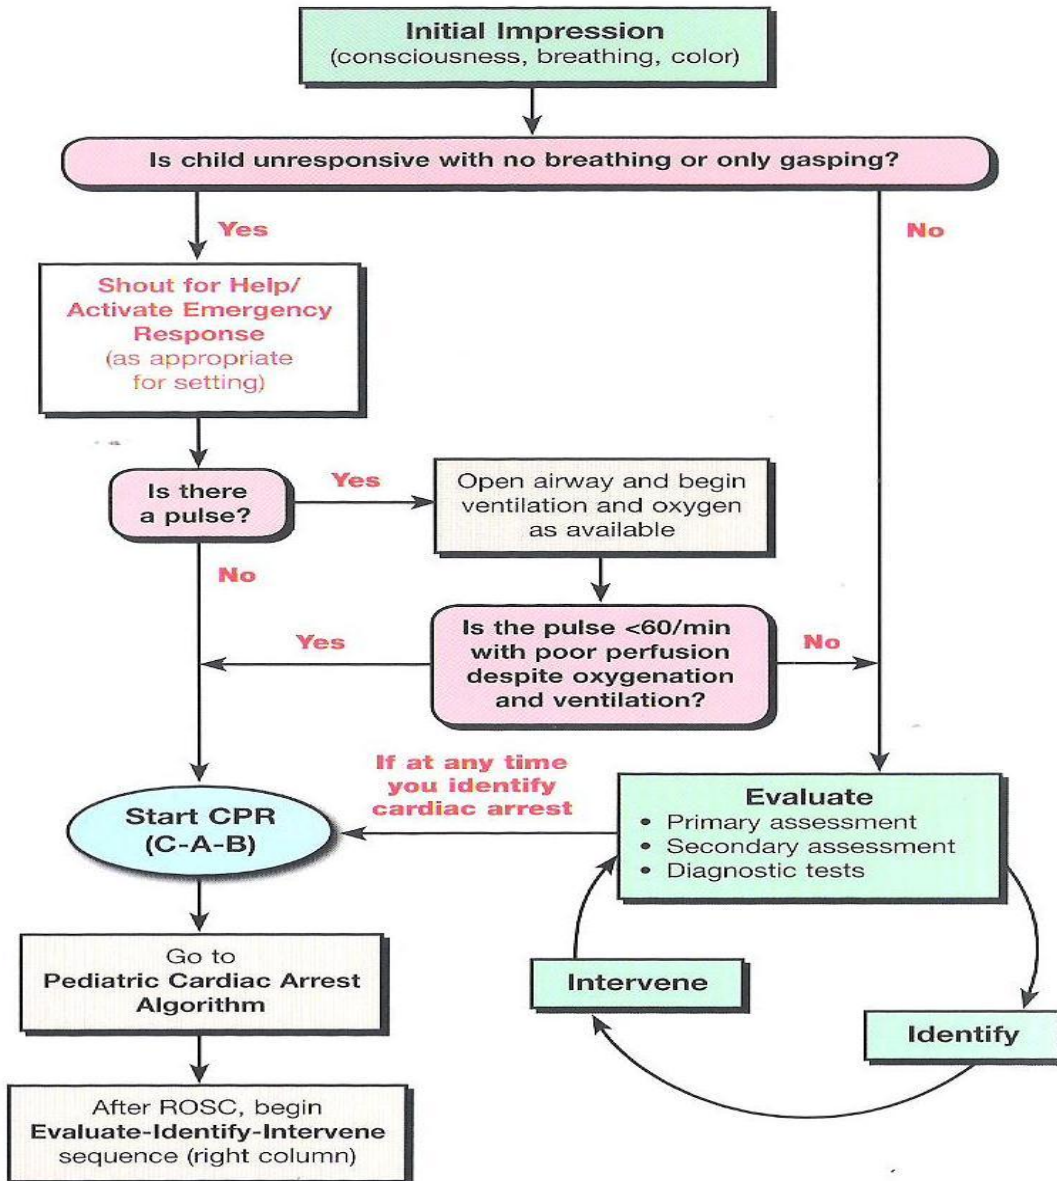 Initial Impression
(consciousness, breathing, color)
Is child unresponsive with no breathing or only gasping?
Yes
No
Shout for Help/
Activate Emergency
Response
(as appropriate
for setting)
Is there
a pulse?
Yes
Open airway and begin
ventilation and oxygen
as available
No
Yes
Is the pulse <60/min
with poor perfusion
despite oxygenation
and ventilation?
No
If at any time
you identify
cardiac arrest
Start CPR
(C-A-B)
Evaluate
• Primary assessment
• Secondary assessment
• Diagnostic tests
Go to
Pediatric Cardiac Arrest
Algorithm
Intervene
Identify
After ROSC, begin
Evaluate-Identify-Intervene
sequence (right column)